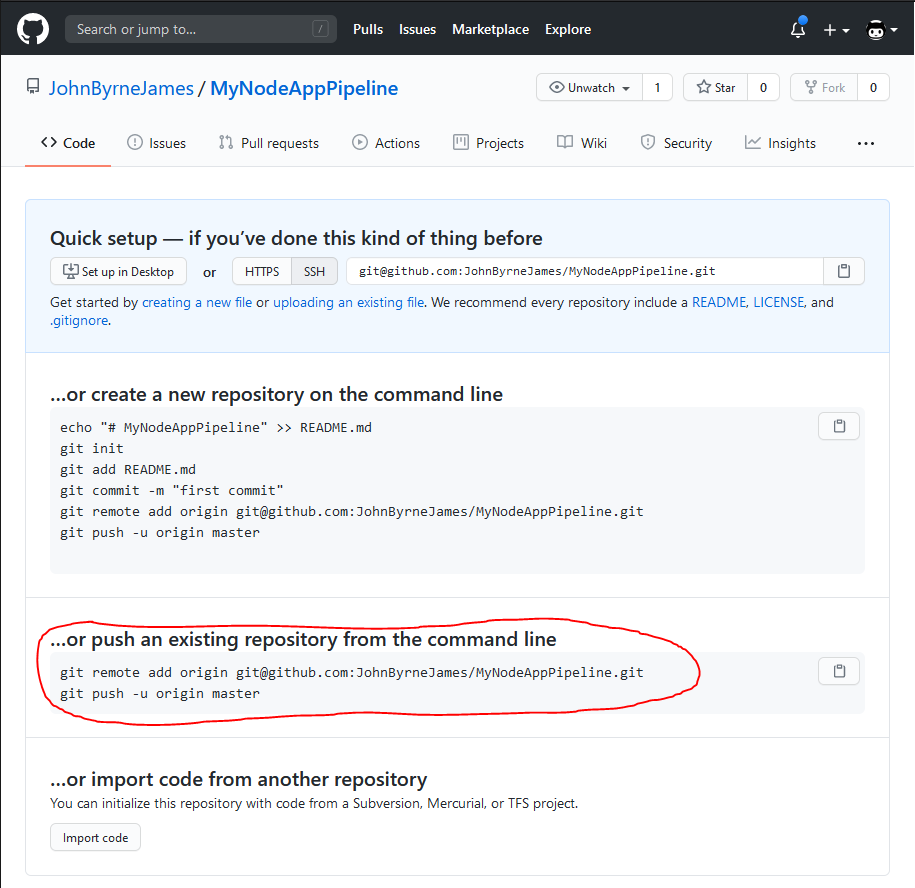 Search or jump to... /
Pulls Issues Marketplace Explore
JohnByrneJames / MyNodeAppPipeline
Unwatch 1
Star 0
Fork 0
Code Issues Pull requests Actions Projects Wiki Security Insights
Quick setup — if you’ve done this kind of thing before
Set up in Desktop or HTTPS SSH git@github.com:JohnByrneJames/MyNodeAppPipeline.git
Get started by creating a new file or uploading an existing file. We recommend every repository include a README, LICENSE, and
.gitignore.
…or create a new repository on the command line
echo "# MyNodeAppPipeline" >> README.md
git init
git add README.md
git commit -m "first commit"
git remote add origin git@github.com:JohnByrneJames/MyNodeAppPipeline.git
git push -u origin master
…or push an existing repository from the command line
git remote add origin git@github.com:JohnByrneJames/MyNodeAppPipeline.git
git push -u origin master
…or import code from another repository
You can initialize this repository with code from a Subversion, Mercurial, or TFS project.
Import code